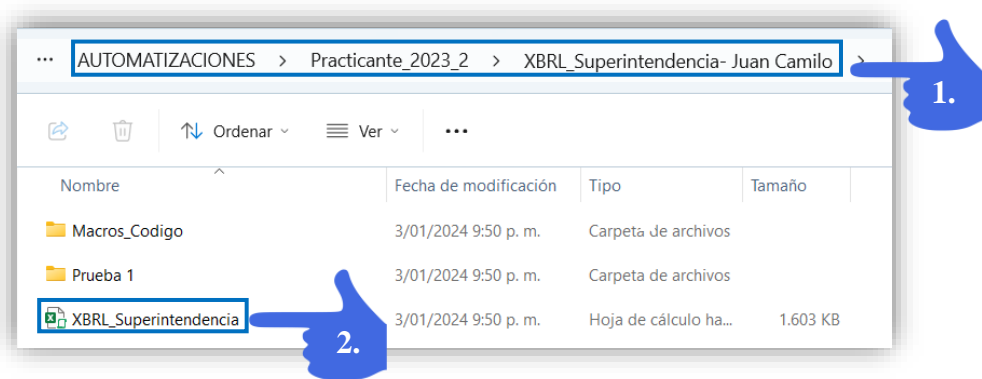 ... AUTOMATIZACIONES > Practicante_2023_2 > XBRL_Superintendencia- Juan Camilo >
1.
Ordenar Ver ...
Nombre Fecha de modificación Tipo Tamaño
Macros_Codigo 3/01/2024 9:50 p. m. Carpeta de archivos
Prueba 1 3/01/2024 9:50 p. m. Carpeta de archivos
XBRL_Superintendencia 3/01/2024 9:50 p. m. Hoja de cálculo ha... 1.603 KB
2.